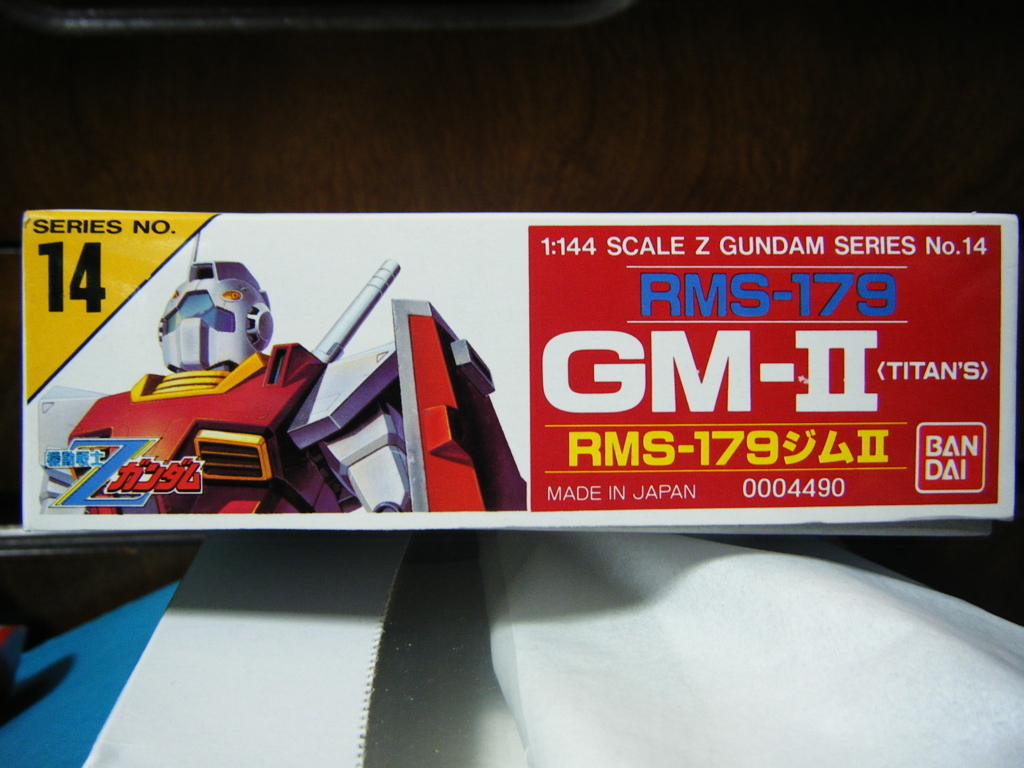 SERIES NO.
14
機動戦士
Zガンダム
1:144 SCALE Z GUNDAM SERIES No.14
RMS-179
GM-II 〈TITAN'S〉
RMS-179ジムII
MADE IN JAPAN 0004490
BAN
DAI